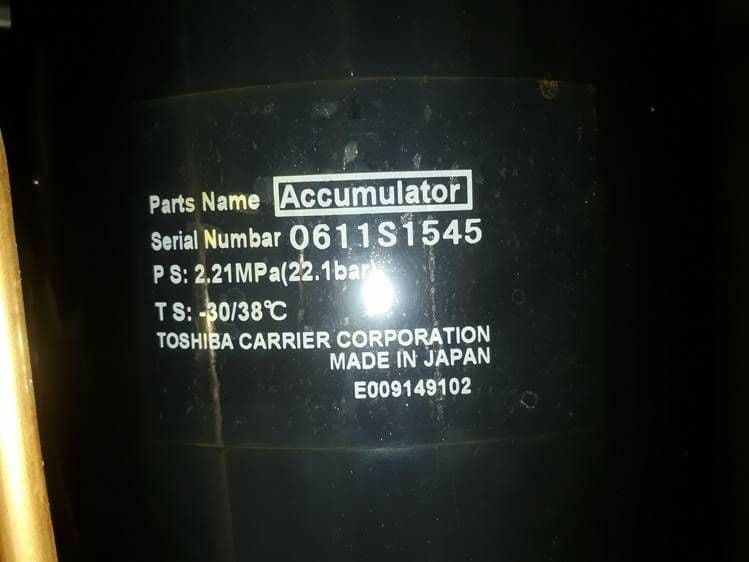 Parts Name Accumulator
Serial Numbar 0611S1545
P S: 2.21MPa(22.1bar)
T S: -30/38℃
TOSHIBA CARRIER CORPORATION
MADE IN JAPAN
E009149102